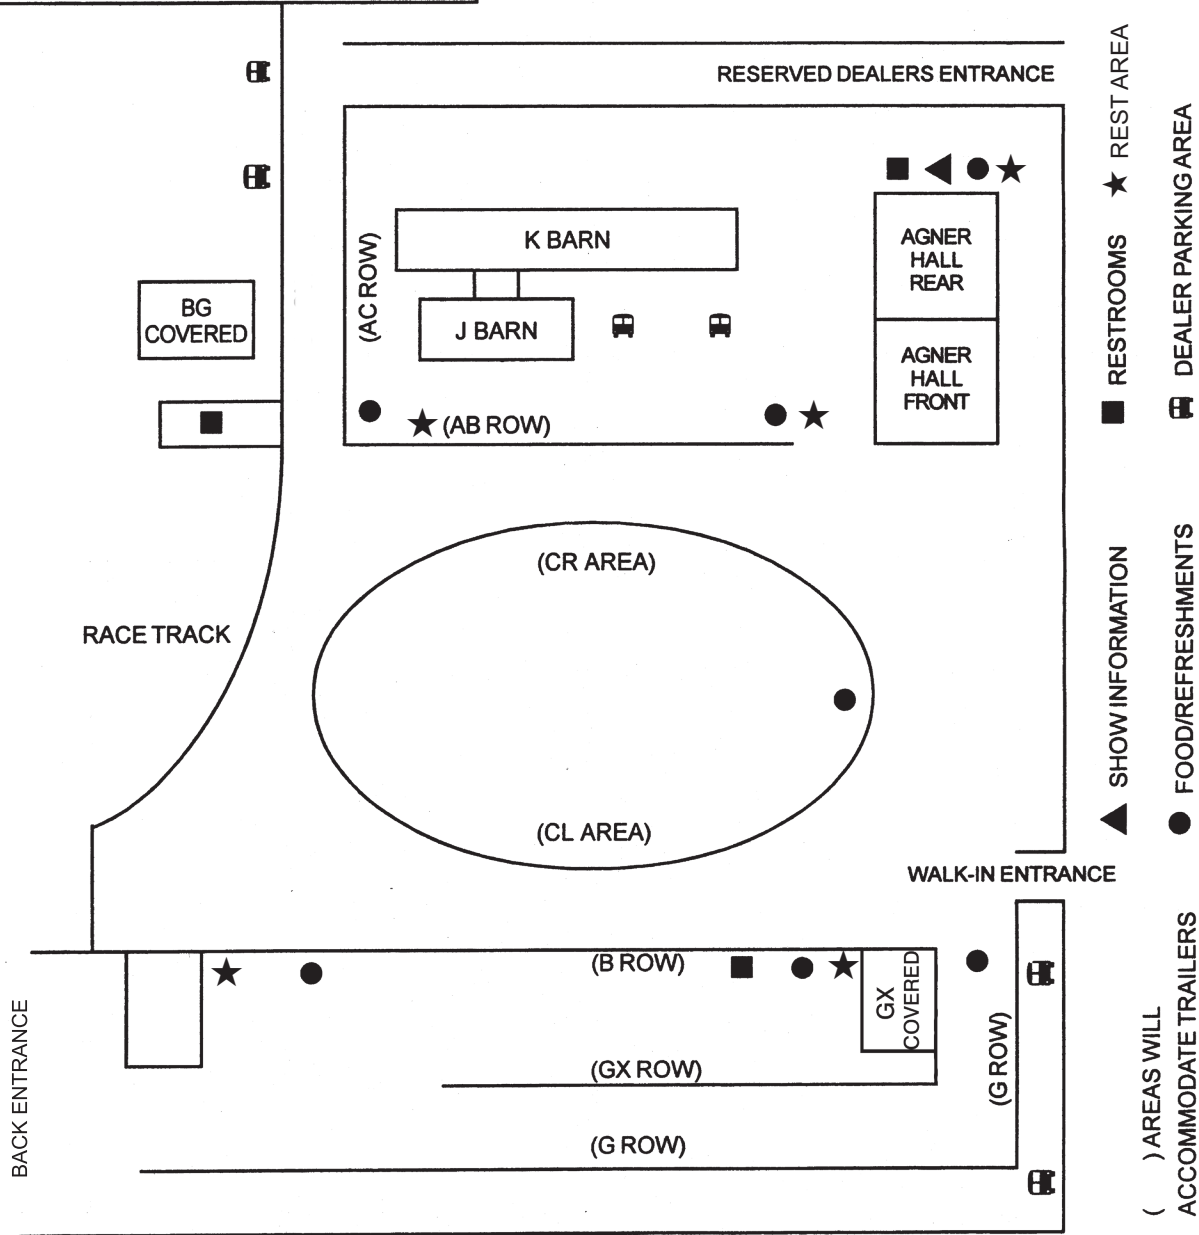 RESERVED DEALERS ENTRANCE
K BARN
(AC ROW)
J BARN
AGNER
HALL
REAR
AGNER
HALL
FRONT
BG
COVERED
(AB ROW)
(CR AREA)
RACE TRACK
(CL AREA)
WALK-IN ENTRANCE
(B ROW)
GX
COVERED
(GX ROW)
(G ROW)
(G ROW)
BACK ENTRANCE
REST AREA
RESTROOMS
DEALER PARKING AREA
SHOW INFORMATION
FOOD/REFRESHMENTS
( ) AREAS WILL
ACCOMMODATE TRAILERS